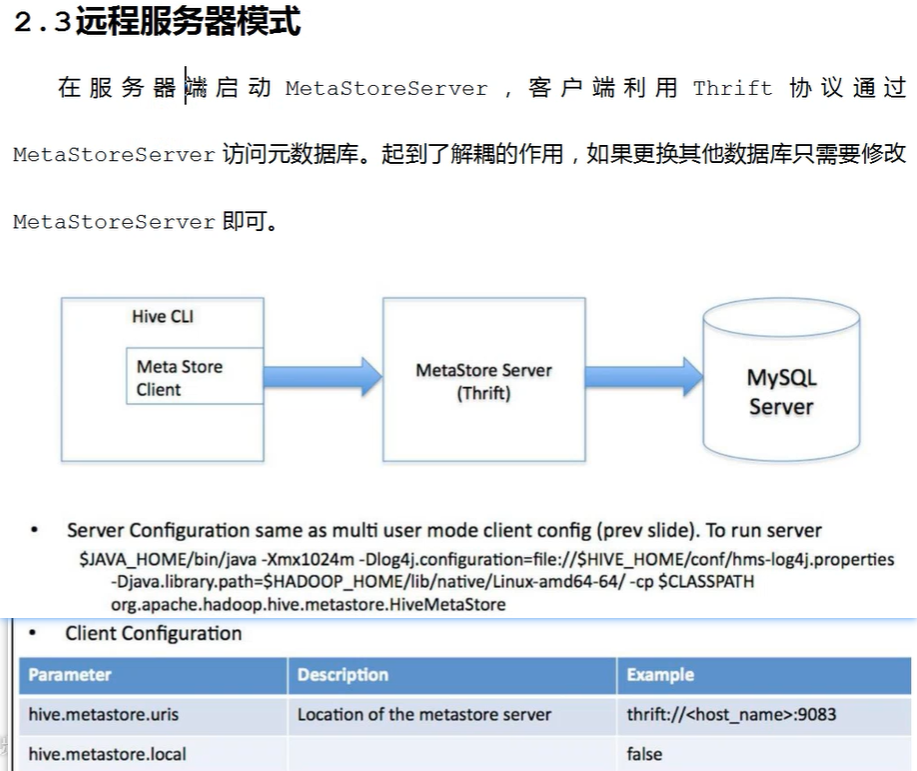 2.3远程服务器模式
在服务器端启动 MetaStoreServer，客户端利用 Thrift 协议通过
MetaStoreServer 访问元数据库。起到了解耦的作用，如果更换其他数据库只需要修改
MetaStoreServer 即可。
Hive CLI
Meta Store
Client
MetaStore Server
(Thrift)
MySQL
Server
• Server Configuration same as multi user mode client config (prev slide). To run server
$JAVA_HOME/bin/java -Xmx1024m -Dlog4j.configuration=file://$HIVE_HOME/conf/hms-log4j.properties
-Djava.library.path=$HADOOP_HOME/lib/native/Linux-amd64-64/ -cp $CLASSPATH
org.apache.hadoop.hive.metastore.HiveMetaStore
• Client Configuration
Parameter Description Example
hive.metastore.uris Location of the metastore server thrift://<host_name>:9083
hive.metastore.local false